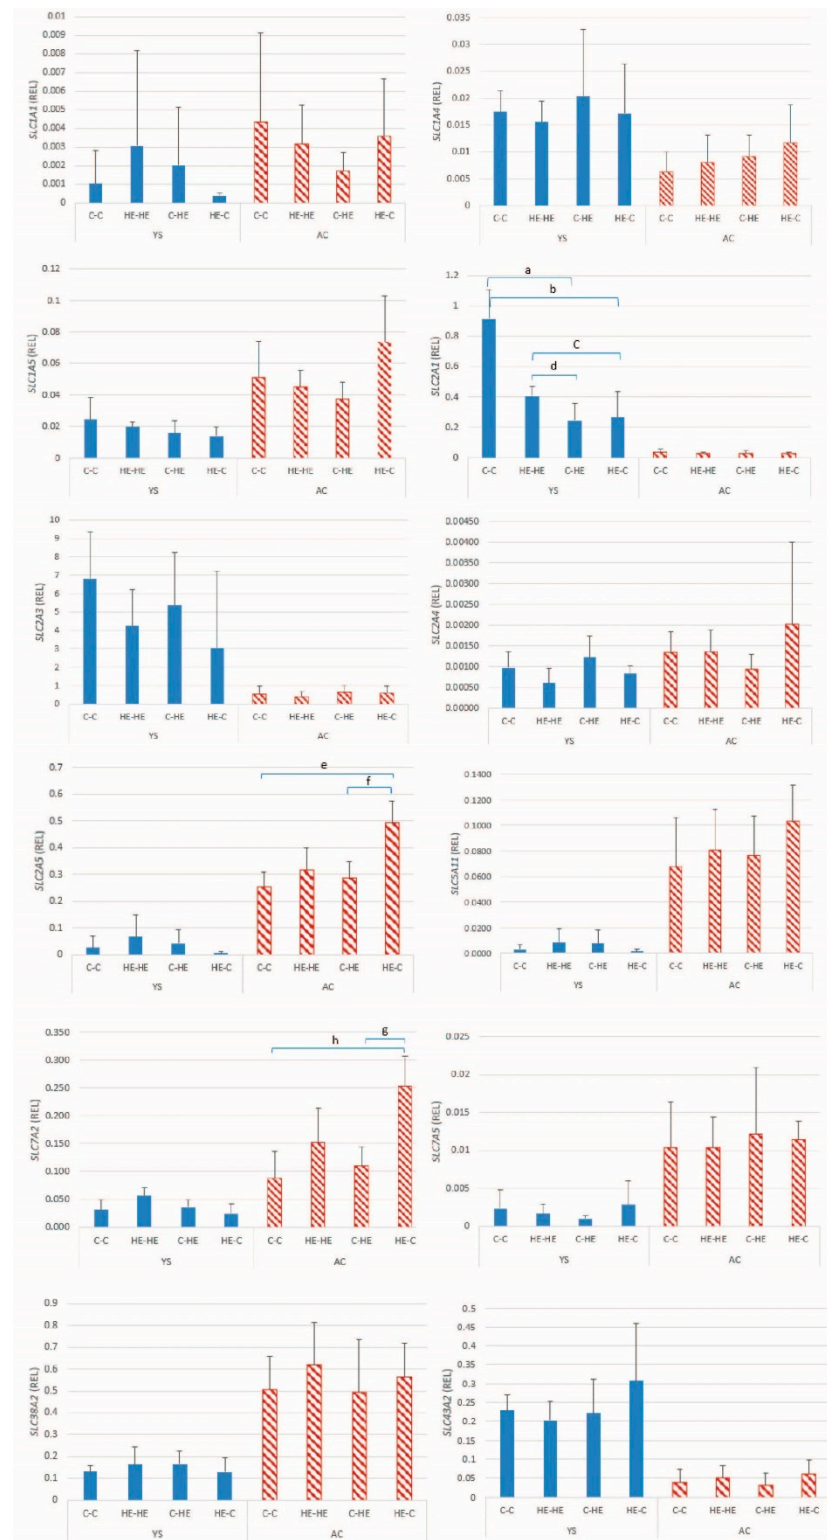 SLC1A1 (REL)
0.01
0.009
0.008
0.007
0.006
0.005
0.004
0.003
0.002
0.001
0
C-C HE-HE C-HE HE-C C-C HE-HE C-HE HE-C
YS AC
SLC1A4 (REL)
0.035
0.03
0.025
0.02
0.015
0.01
0.005
0
C-C HE-HE C-HE HE-C C-C HE-HE C-HE HE-C
YS AC
SLC1A5 (REL)
0.12
0.1
0.08
0.06
0.04
0.02
0
C-C HE-HE C-HE HE-C C-C HE-HE C-HE HE-C
YS AC
SLC2A1 (REL)
1.2
1
0.8
0.6
0.4
0.2
0
a
b
C
d
C-C HE-HE C-HE HE-C C-C HE-HE C-HE HE-C
YS AC
SLC2A3 (REL)
10
9
8
7
6
5
4
3
2
1
0
C-C HE-HE C-HE HE-C C-C HE-HE C-HE HE-C
YS AC
SLC2A4 (REL)
0.00450
0.00400
0.00350
0.00300
0.00250
0.00200
0.00150
0.00100
0.00050
0.00000
C-C HE-HE C-HE HE-C C-C HE-HE C-HE HE-C
YS AC
SLC2A5 (REL)
0.7
0.6
0.5
0.4
0.3
0.2
0.1
0
e
f
C-C HE-HE C-HE HE-C C-C HE-HE C-HE HE-C
YS AC
SLC5A11 (REL)
0.1400
0.1200
0.1000
0.0800
0.0600
0.0400
0.0200
0.0000
C-C HE-HE C-HE HE-C C-C HE-HE C-HE HE-C
YS AC
SLC7A2 (REL)
0.350
0.300
0.250
0.200
0.150
0.100
0.050
0.000
g
h
C-C HE-HE C-HE HE-C C-C HE-HE C-HE HE-C
YS AC
SLC7A5 (REL)
0.025
0.02
0.015
0.01
0.005
0
C-C HE-HE C-HE HE-C C-C HE-HE C-HE HE-C
YS AC
SLC38A2 (REL)
0.9
0.8
0.7
0.6
0.5
0.4
0.3
0.2
0.1
0
C-C HE-HE C-HE HE-C C-C HE-HE C-HE HE-C
YS AC
SLC43A2 (REL)
0.5
0.45
0.4
0.35
0.3
0.25
0.2
0.15
0.1
0.05
0
C-C HE-HE C-HE HE-C C-C HE-HE C-HE HE-C
YS AC